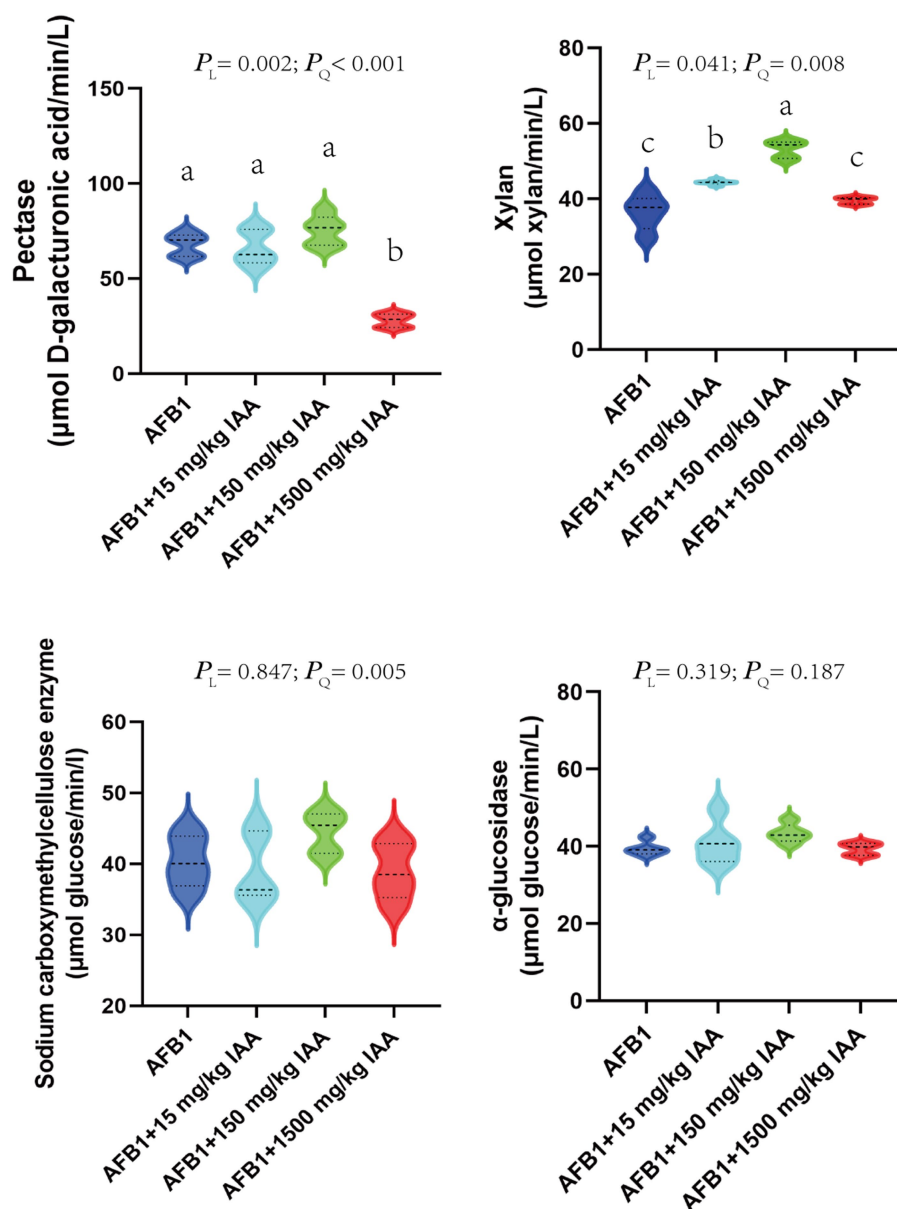 P_L= 0.002; P_Q< 0.001
Pectase
(µmol D-galacturonic acid/min/L)
150
100
50
0
a
a
a
b
AFB1
AFB1+15 mg/kg IAA
AFB1+150 mg/kg IAA
AFB1+1500 mg/kg IAA
P_L= 0.041; P_Q= 0.008
Xylan
(µmol xylan/min/L)
80
60
40
20
0
c
b
a
c
AFB1
AFB1+15 mg/kg IAA
AFB1+150 mg/kg IAA
AFB1+1500 mg/kg IAA
P_L= 0.847; P_Q= 0.005
Sodium carboxymethylcellulose enzyme
(µmol glucose/min/l)
60
50
40
30
20
AFB1
AFB1+15 mg/kg IAA
AFB1+150 mg/kg IAA
AFB1+1500 mg/kg IAA
P_L= 0.319; P_Q= 0.187
α-glucosidase
(µmol glucose/min/L)
80
60
40
20
0
AFB1
AFB1+15 mg/kg IAA
AFB1+150 mg/kg IAA
AFB1+1500 mg/kg IAA